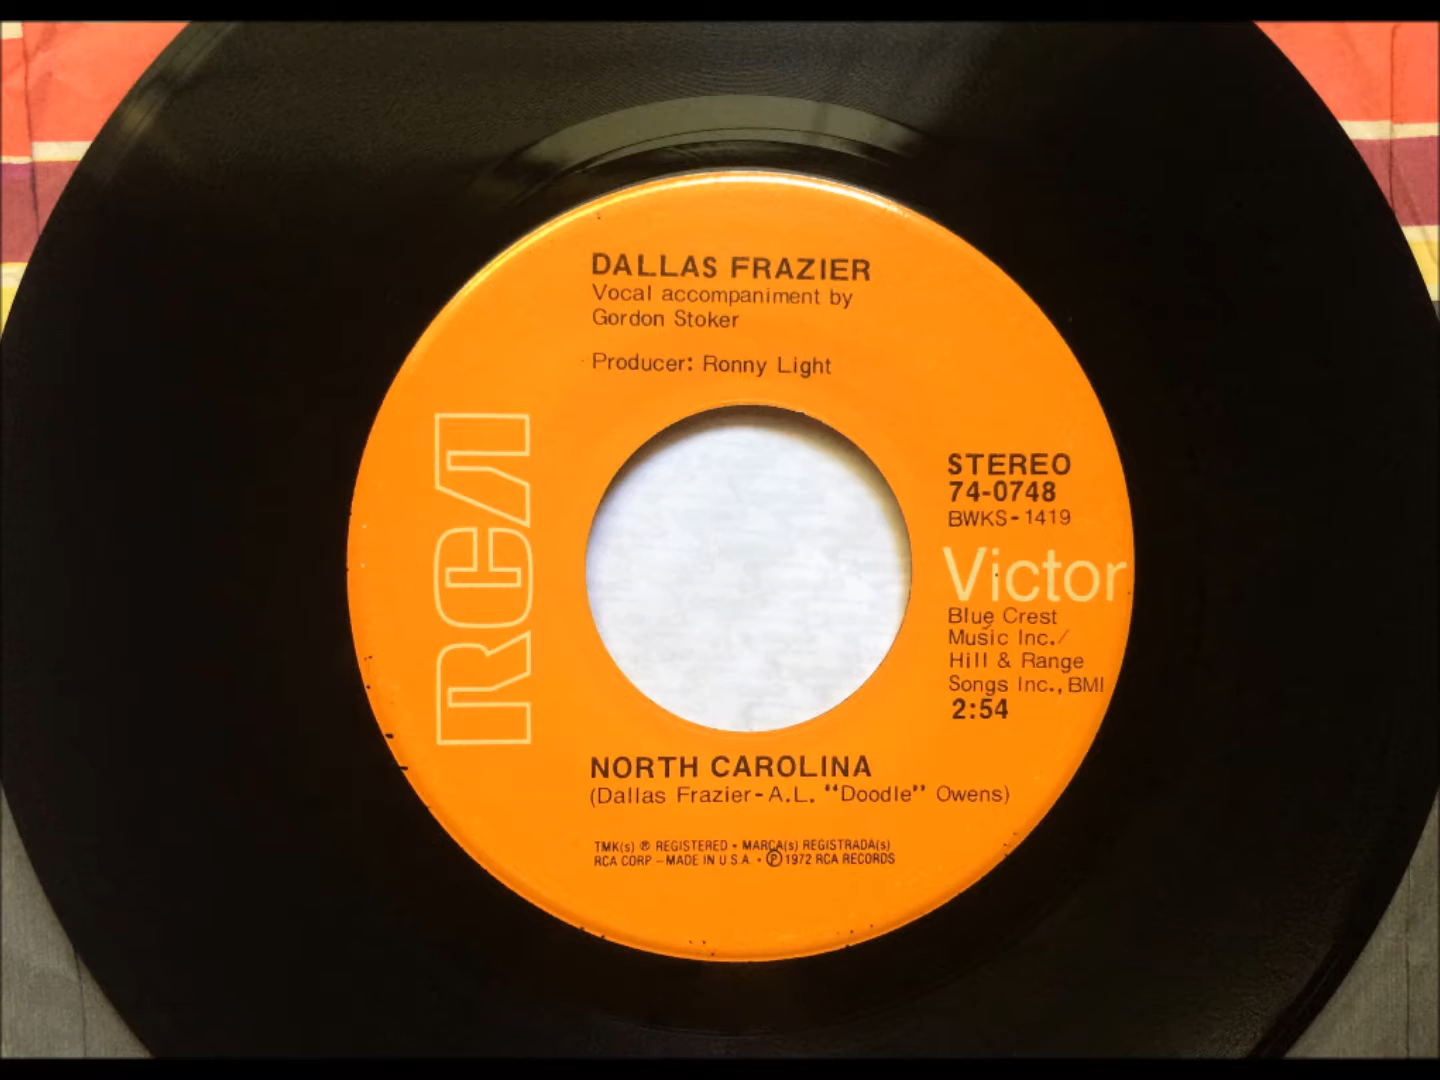 DALLAS FRAZIER
Vocal accompaniment by
Gordon Stoker
Producer: Ronny Light
RCA
STEREO
74-0748
BWKS-1419
Victor
Blue Crest
Music Inc./
Hill & Range
Songs Inc., BMI
2:54
NORTH CAROLINA
(Dallas Frazier-A.L. "Doodle" Owens)
TMK(s) ® REGISTERED • MARCA(s) REGISTRADA(s)
RCA CORP – MADE IN U.S.A. • ℗ 1972 RCA RECORDS